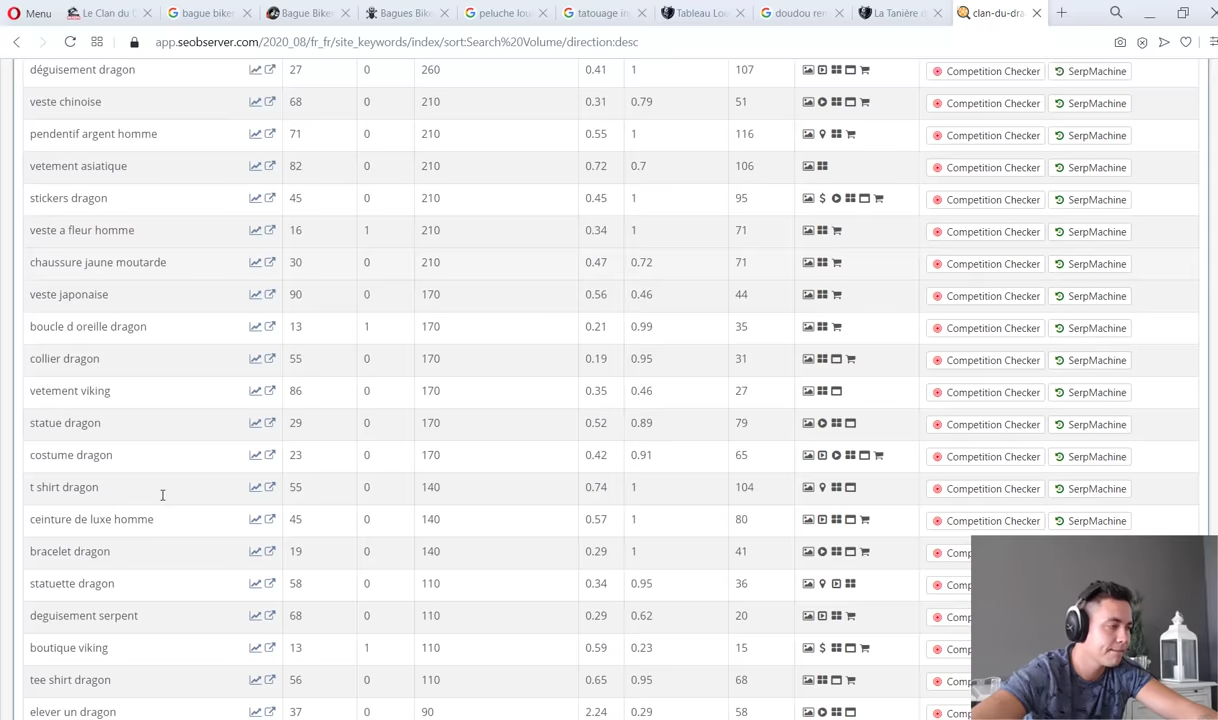 Menu Le Clan du C bague biker Bague Bike Bagues Bike peluche lou tatouage in Tableau Lou doudou ren La Tanière d clan-du-dra
app.seobserver.com/2020_08/fr_fr/site_keywords/index/sort:Search%20Volume/direction:desc
déguisement dragon 27 0 260 0.41 1 107 Competition Checker SerpMachine
veste chinoise 68 0 210 0.31 0.79 51 Competition Checker SerpMachine
pendentif argent homme 71 0 210 0.55 1 116 Competition Checker SerpMachine
vetement asiatique 82 0 210 0.72 0.7 106 Competition Checker SerpMachine
stickers dragon 45 0 210 0.45 1 95 Competition Checker SerpMachine
veste a fleur homme 16 1 210 0.34 1 71 Competition Checker SerpMachine
chaussure jaune moutarde 30 0 210 0.47 0.72 71 Competition Checker SerpMachine
veste japonaise 90 0 170 0.56 0.46 44 Competition Checker SerpMachine
boucle d oreille dragon 13 1 170 0.21 0.99 35 Competition Checker SerpMachine
collier dragon 55 0 170 0.19 0.95 31 Competition Checker SerpMachine
vetement viking 86 0 170 0.35 0.46 27 Competition Checker SerpMachine
statue dragon 29 0 170 0.52 0.89 79 Competition Checker SerpMachine
costume dragon 23 0 170 0.42 0.91 65 Competition Checker SerpMachine
t shirt dragon 55 0 140 0.74 1 104 Competition Checker SerpMachine
ceinture de luxe homme 45 0 140 0.57 1 80 Competition Checker SerpMachine
bracelet dragon 19 0 140 0.29 1 41 Comp
statuette dragon 58 0 110 0.34 0.95 36 Comp
deguisement serpent 68 0 110 0.29 0.62 20 Comp
boutique viking 13 1 110 0.59 0.23 15 Comp
tee shirt dragon 56 0 110 0.65 0.95 68 Comp
elever un dragon 37 0 90 2.24 0.29 58 Comp